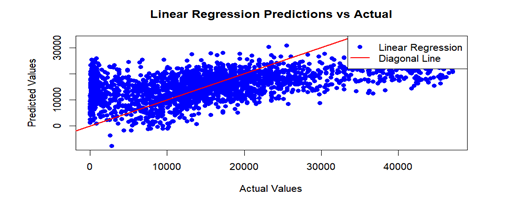 Linear Regression Predictions vs Actual
Linear Regression
Diagonal Line
Predicted Values
30000
10000
0
0
10000
20000
30000
40000
Actual Values